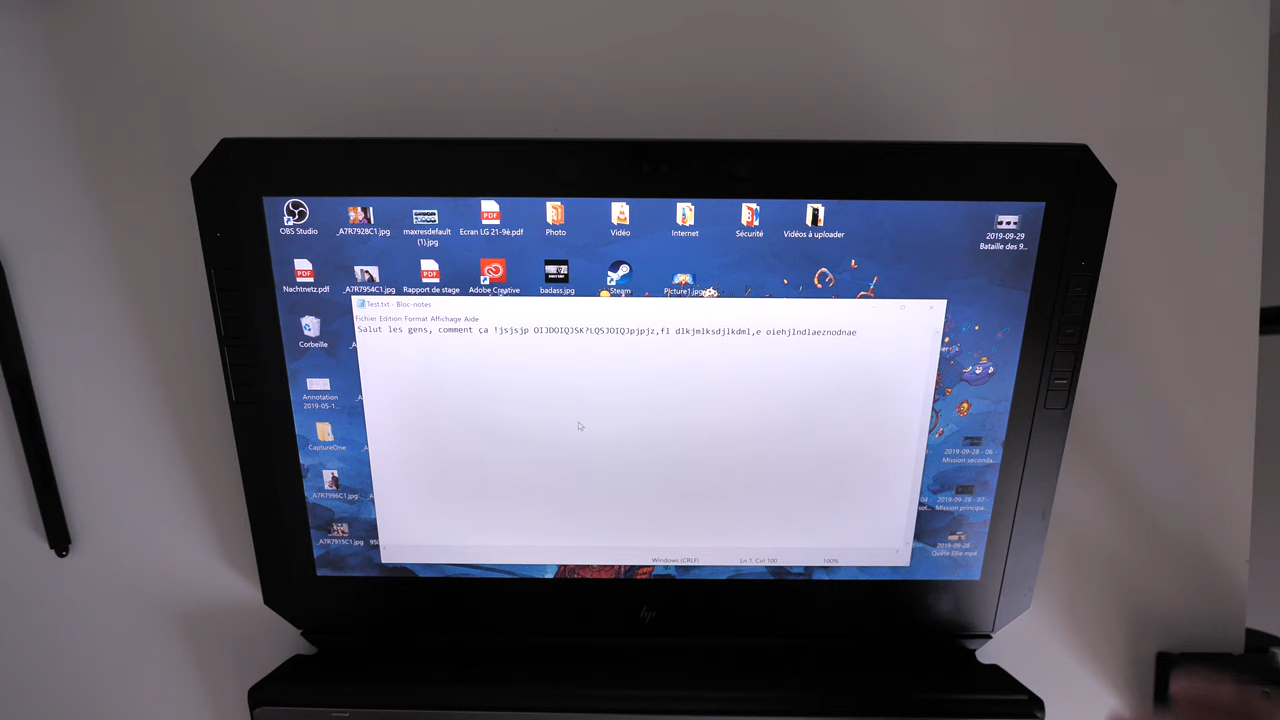 OBS Studio
_A7R7928C1.jpg
maxresdefault (1).jpg
Ecran LG 21-9è.pdf
Photo
Vidéo
Internet
Sécurité
Vidéos à uploader
2019-09-29
Bataille des 9...
Nachtnetz.pdf
_A7R7954C1.jpg
Rapport de stage
Adobe Creative
badass.jpg
Steam
Picture1.jpg
Test.txt - Bloc-notes
Fichier Edition Format Affichage Aide
Salut les gens, comment ça !jsjsjp OIJDOIQJSK?LQSJOIQJpjpjz,fl dlkjmlksdjlkdml,e oiehjlndlaeznodnae
Corbeille
Annotation
2019-05-1...
CaptureOne
_A7R7996C1.jpg
_A7R7915C1.jpg
950
2019-09-28 - 06 -
Mission seconda...
2019-09-28 - 07 -
Mission principa...
2019-09-28 -
Quête Ellie.mp4
Windows (CRLF)
Ln 1, Col 100
100%
hp